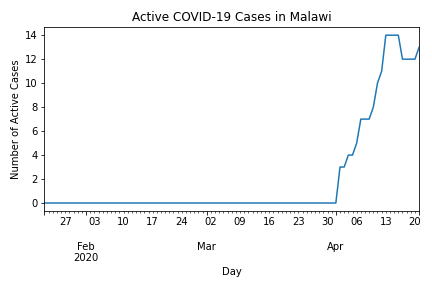 Active COVID-19 Cases in Malawi
Number of Active Cases
14
12
10
8
6
4
2
0
27 03 10 17 24 02 09 16 23 30 06 13 20
Feb Mar Apr
2020
Day